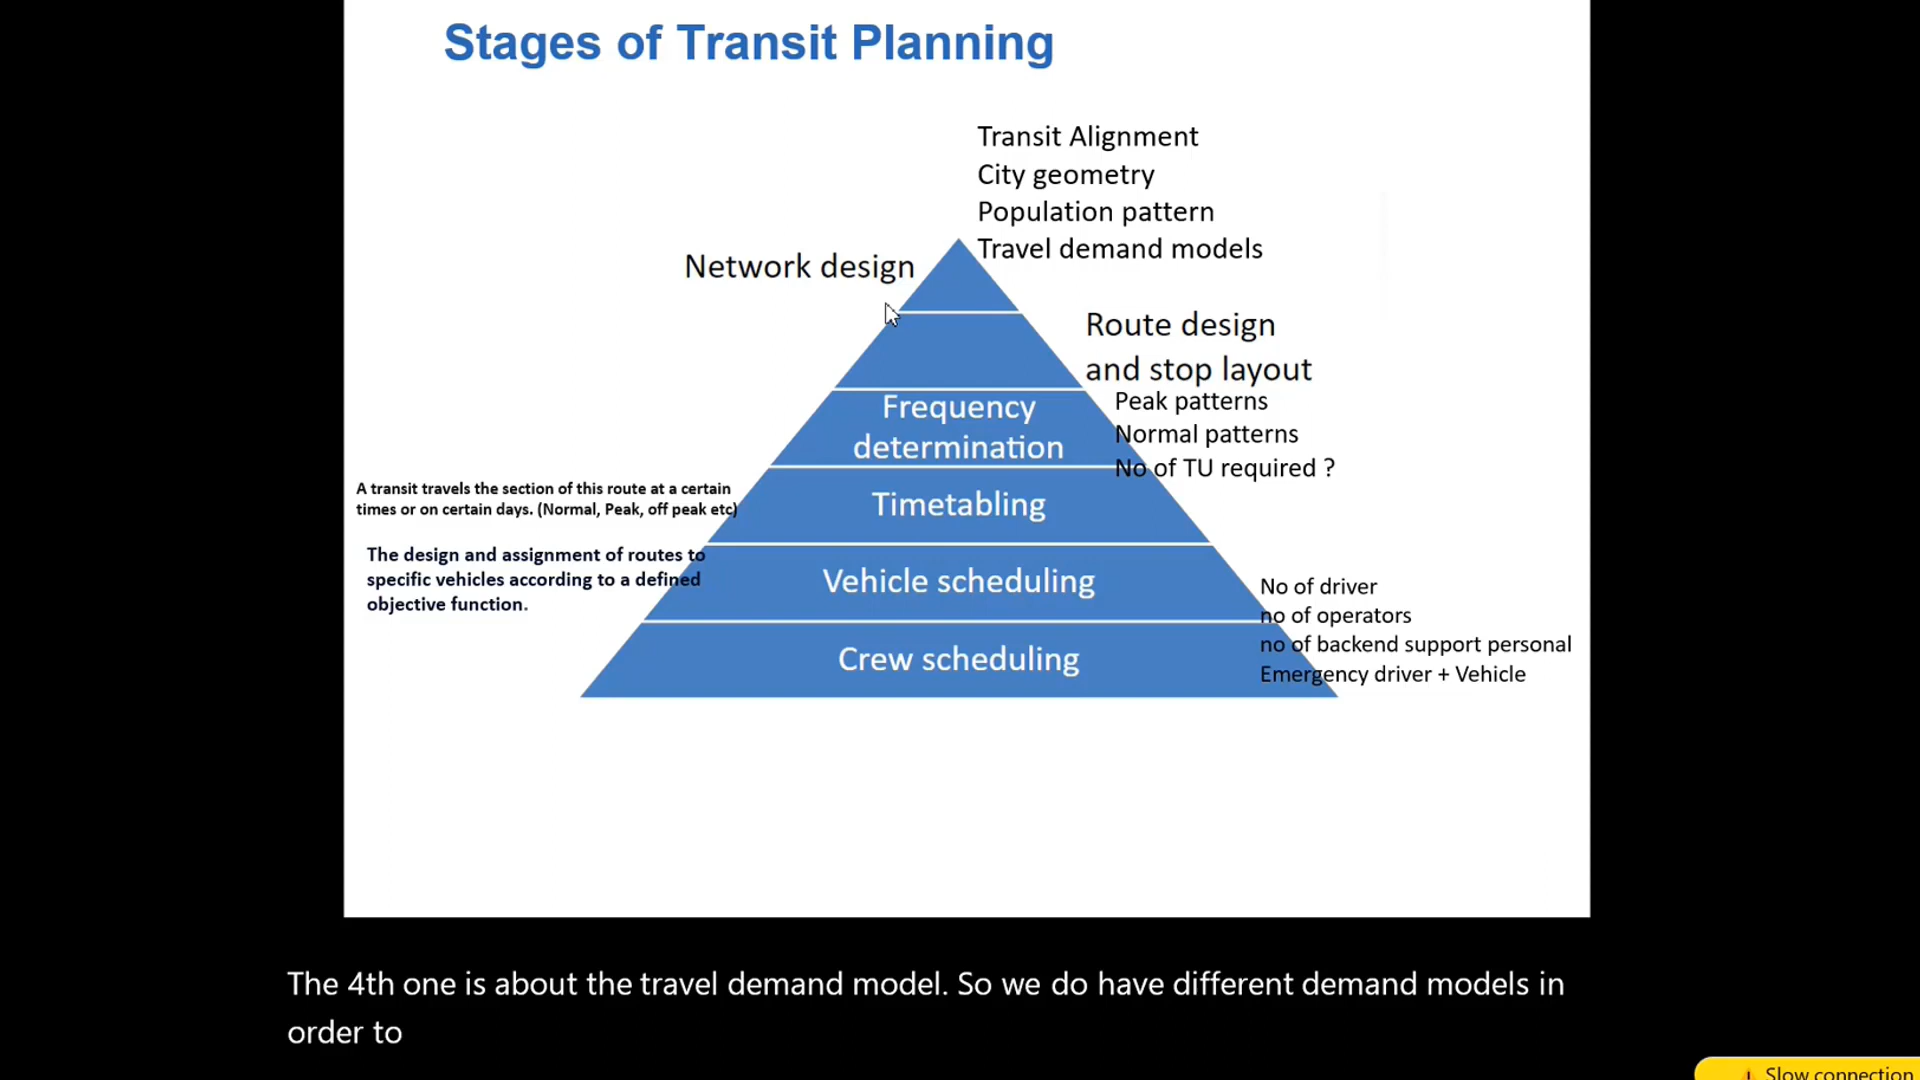 Stages of Transit Planning
Transit Alignment
City geometry
Population pattern
Travel demand models
Network design
Route design
and stop layout
Frequency
determination
Peak patterns
Normal patterns
No of TU required ?
A transit travels the section of this route at a certain
times or on certain days. (Normal, Peak, off peak etc)
Timetabling
The design and assignment of routes to
specific vehicles according to a defined
objective function.
Vehicle scheduling
No of driver
no of operators
no of backend support personal
Emergency driver + Vehicle
Crew scheduling
The 4th one is about the travel demand model. So we do have different demand models in
order to
Slow connection